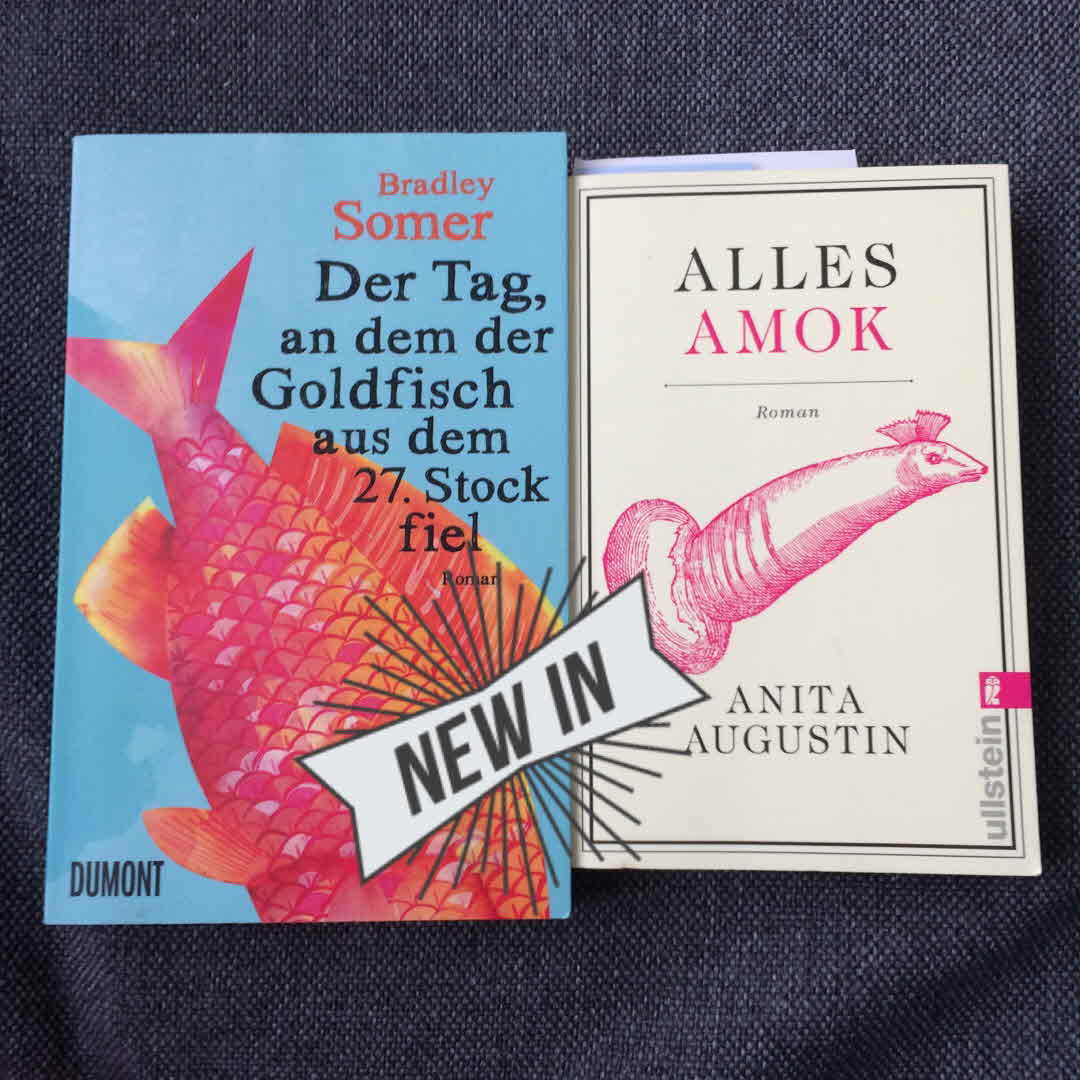 Bradley
Somer
Der Tag,
an dem der
Goldfisch
aus dem
27. Stock
fiel
Roman
DUMONT
ALLES
AMOK
Roman
ANITA
AUGUSTIN
ullstein
NEW IN